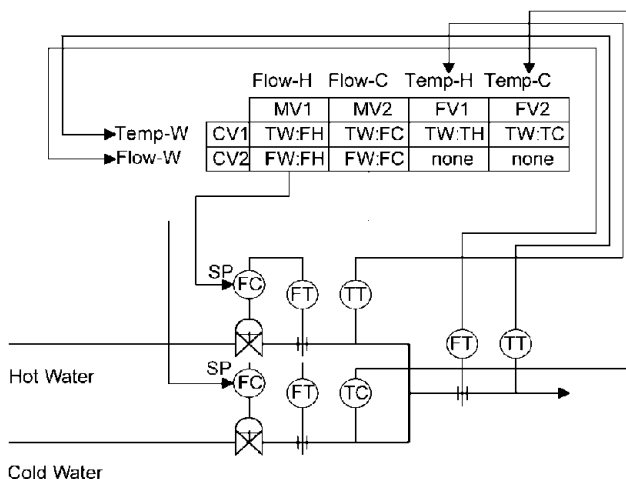 Flow-H Flow-C Temp-H Temp-C
MV1 MV2 FV1 FV2
Temp-W CV1 TW:FH TW:FC TW:TH TW:TC
Flow-W CV2 FW:FH FW:FC none none
SP
FC
FT
TT
FT
TT
Hot Water
SP
FC
FT
TC
Cold Water